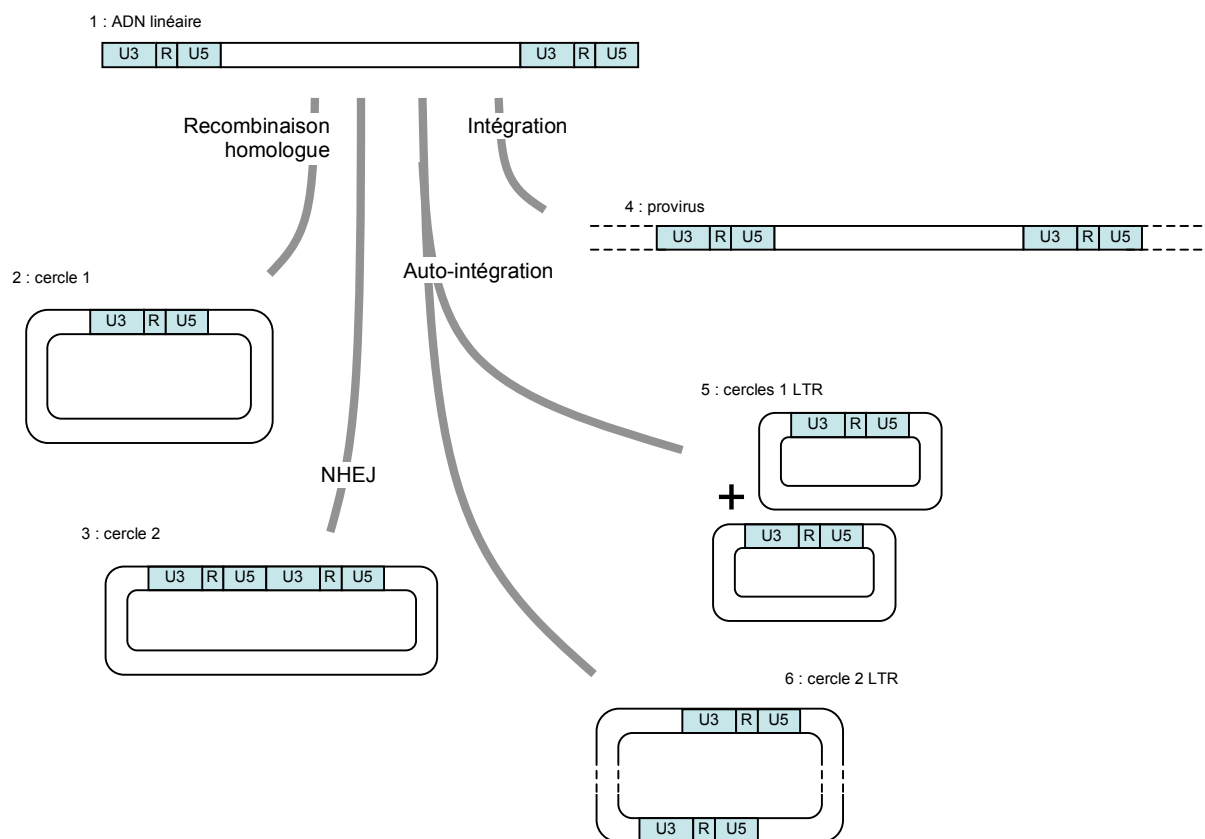 1 : ADN linéaire
U3 R U5 U3 R U5
Recombinaison
homologue
Intégration
4 : provirus
U3 R U5 U3 R U5
Auto-intégration
2 : cercle 1
U3 R U5
5 : cercles 1 LTR
U3 R U5
NHEJ
+
U3 R U5
3 : cercle 2
U3 R U5 U3 R U5
6 : cercle 2 LTR
U3 R U5
U3 R U5